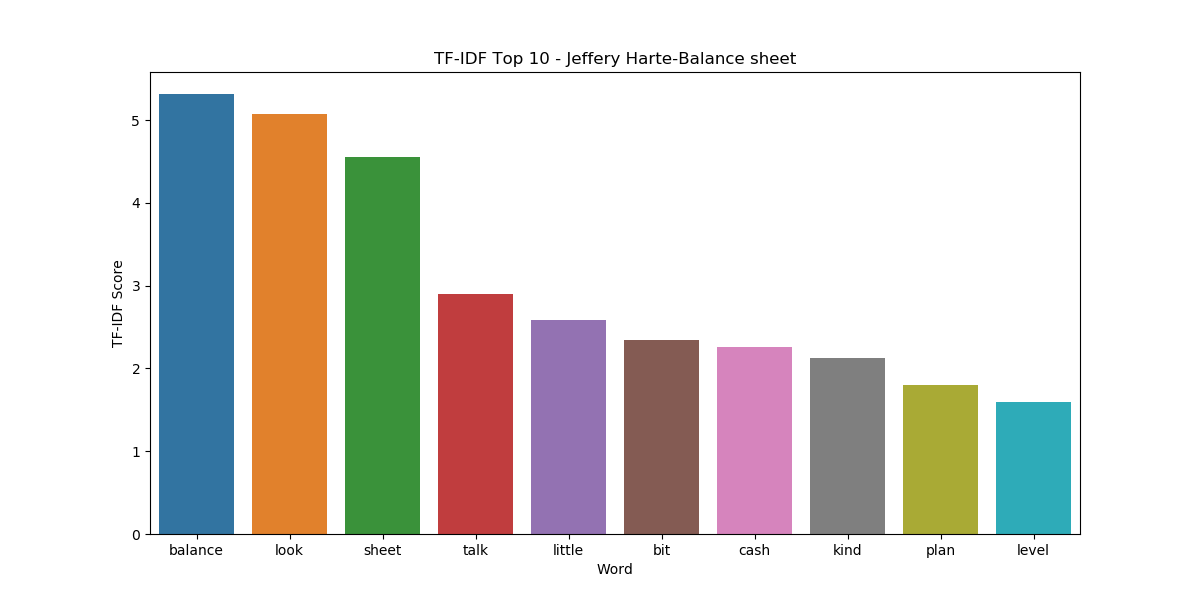 TF-IDF Top 10 - Jeffery Harte-Balance sheet
TF-IDF Score
5
4
3
2
1
0
balance look sheet talk little bit cash kind plan level
Word